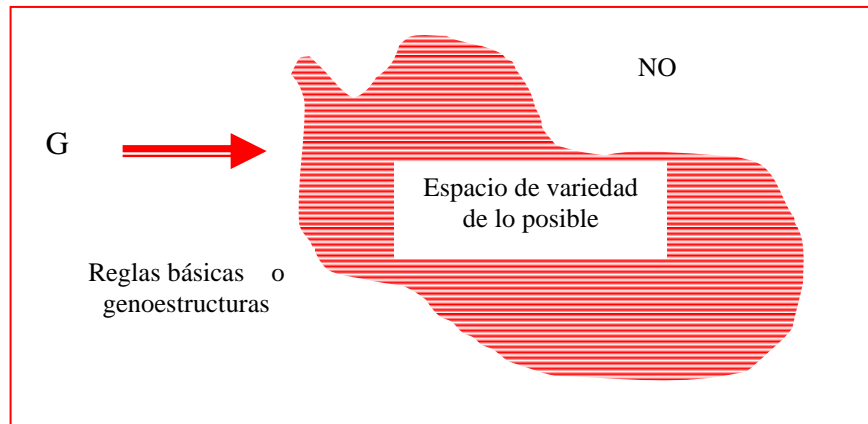 NO
G
Espacio de variedad
de lo posible
Reglas básicas o
genoestructuras